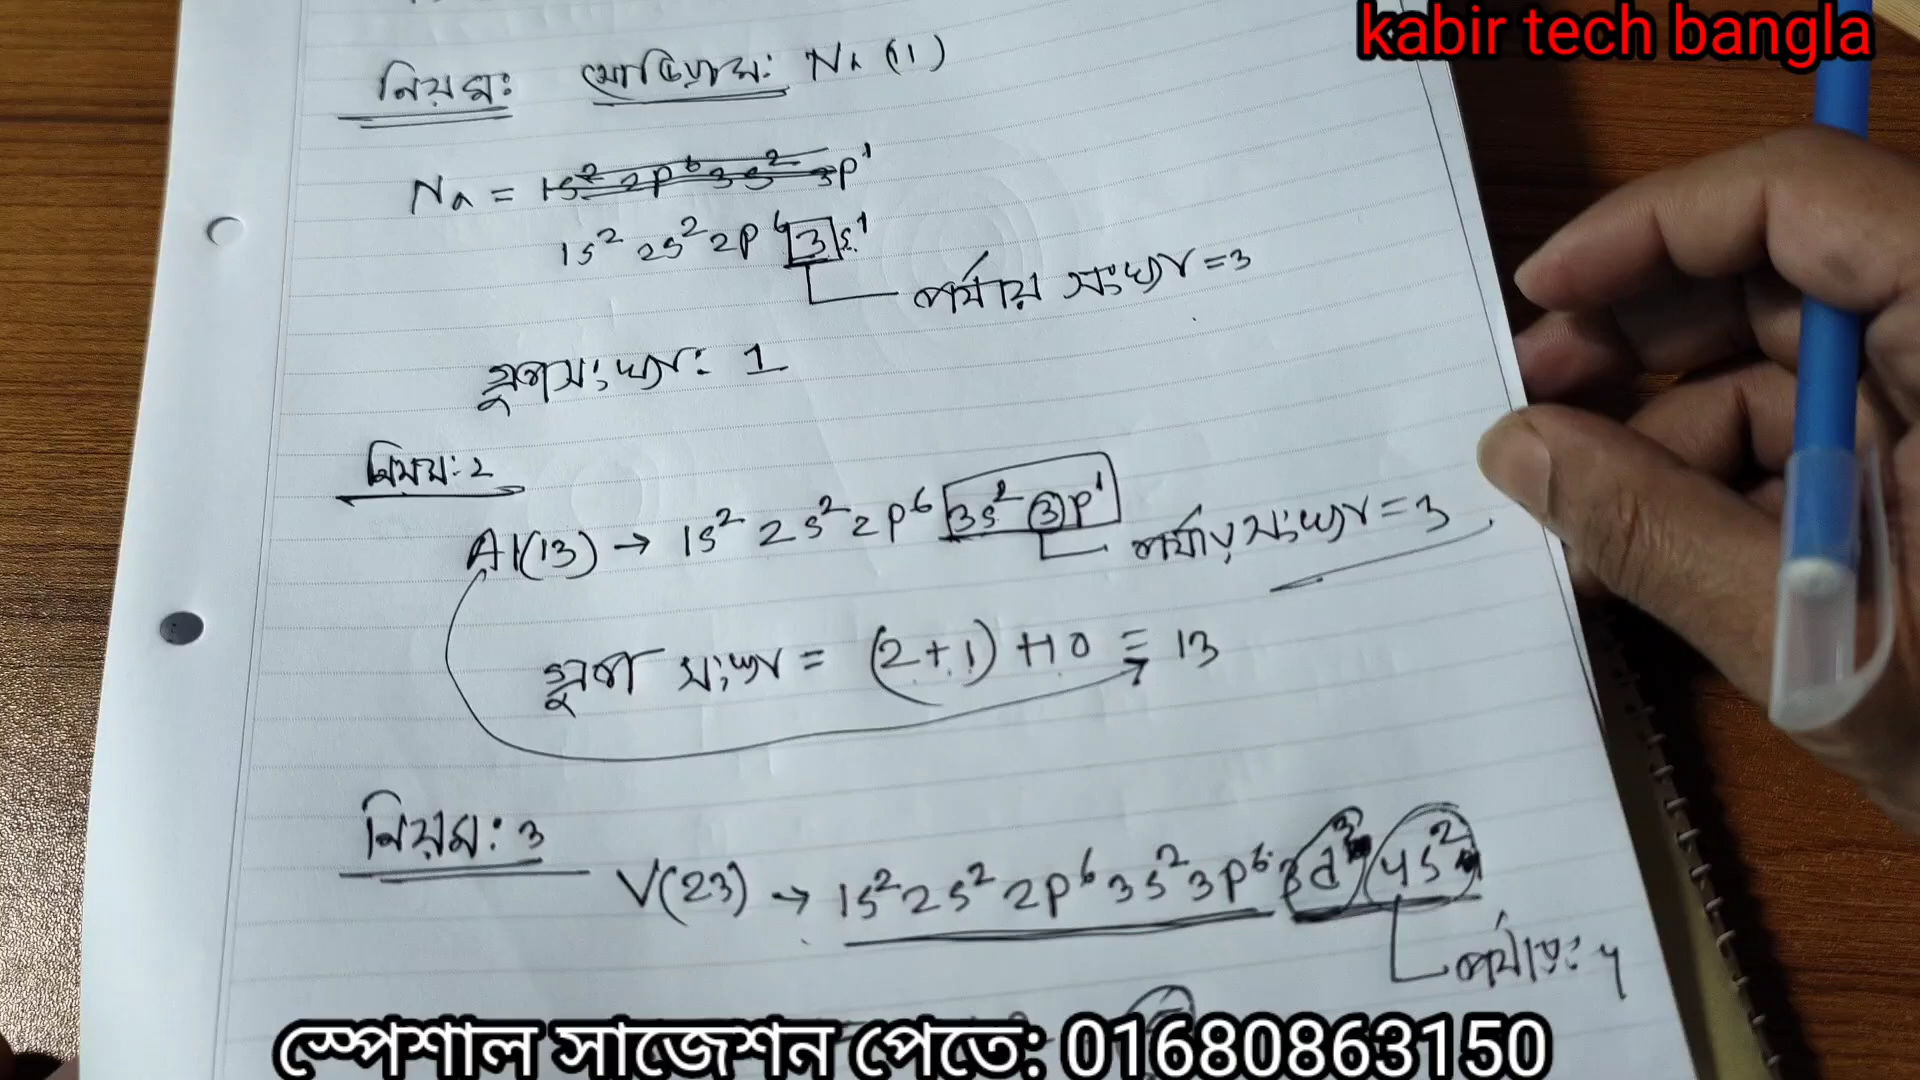 kabir tech bangla
নিয়মঃ সোডিয়ামঃ Na (11)
Na = 1s² 2p⁶ 3s² 3p¹
1s² 2s² 2p⁶ 3s¹
পর্যায় সংখ্যা = 3
গ্রুপ সংখ্যাঃ 1
নিয়মঃ 2
Al(13) → 1s² 2s² 2p⁶ 3s² 3p¹
পর্যায় সংখ্যা = 3
গ্রুপ সংখ্যা = (2+1) +10 = 13
নিয়মঃ 3
V(23) → 1s² 2s² 2p⁶ 3s² 3p⁶ 3d³ 4s²
পর্যায়ঃ 4
স্পেশাল সাজেশন পেতে: 01680863150